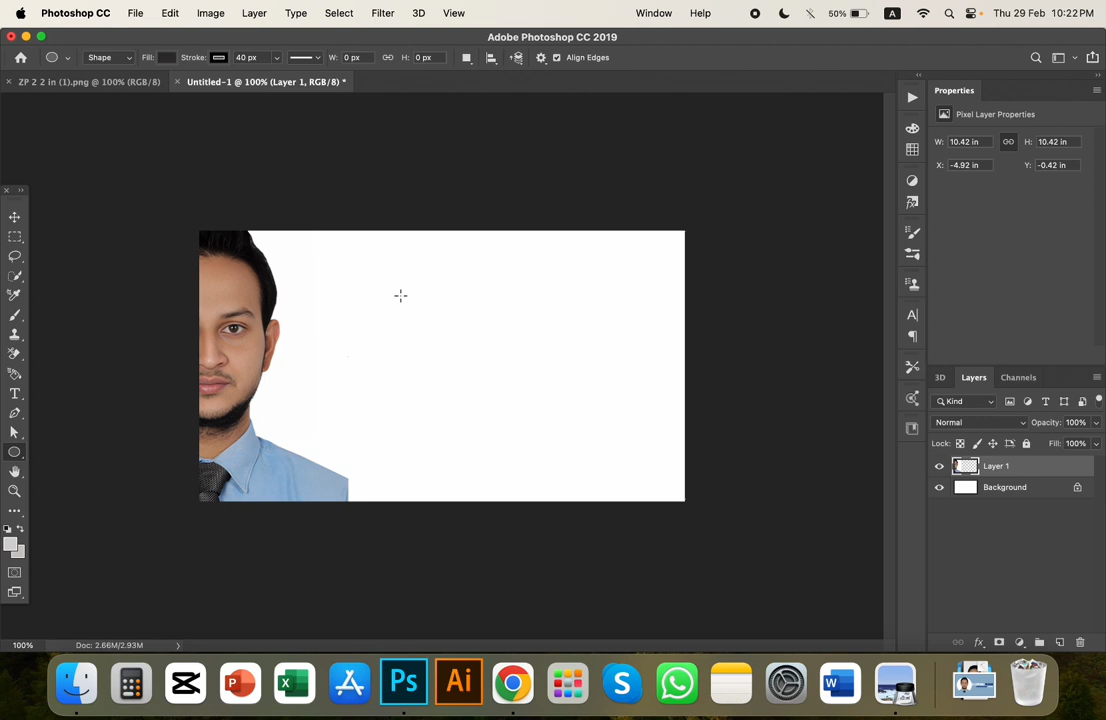 Photoshop CC File Edit Image Layer Type Select Filter 3D View Window Help 50% A Thu 29 Feb 10:22 PM
Adobe Photoshop CC 2019
Shape Fill: Stroke: 40 px W: 0 px H: 0 px Align Edges
ZP 2 2 in (1).png @ 100% (RGB/8) Untitled-1 @ 100% (Layer 1, RGB/8) *
Properties
Pixel Layer Properties
W: 10.42 in H: 10.42 in
X: -4.92 in Y: -0.42 in
3D Layers Channels
Kind
Normal Opacity: 100%
Lock: Fill: 100%
Layer 1
Background
100% Doc: 2.66M/2.93M
Ps Ai